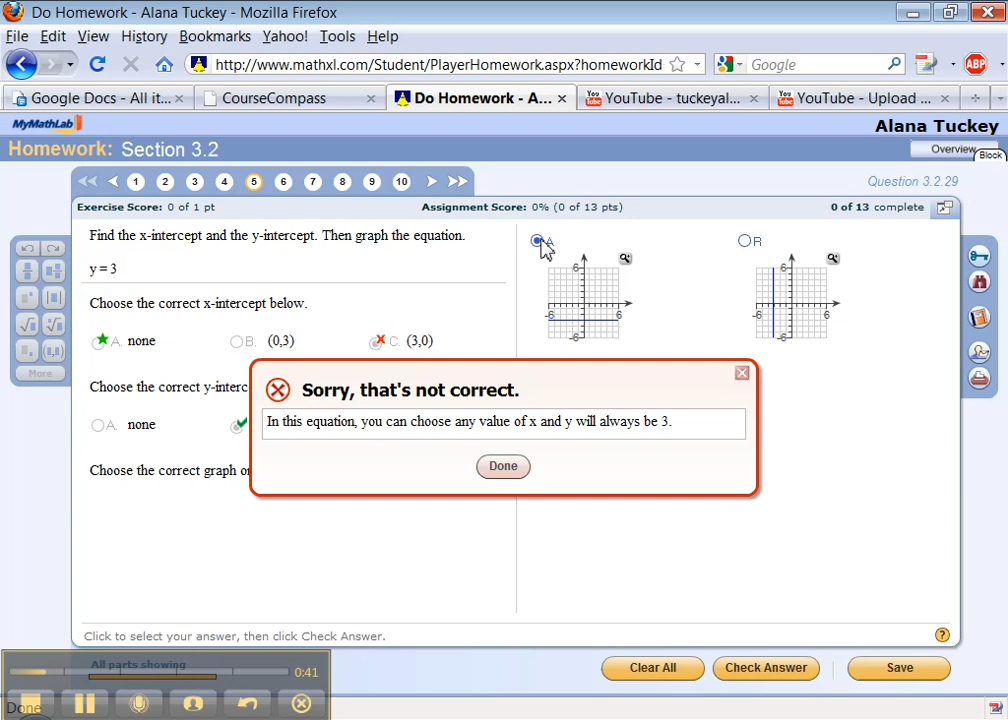 Do Homework - Alana Tuckey - Mozilla Firefox
File Edit View History Bookmarks Yahoo! Tools Help
http://www.mathxl.com/Student/PlayerHomework.aspx?homeworkId
Google
ABP
Google Docs - All it... CourseCompass Do Homework - A... YouTube - tuckeyal... YouTube - Upload ...
MyMathLab Alana Tuckey
Homework: Section 3.2 Overview
Block
1 2 3 4 5 6 7 8 9 10 Question 3.2.29
Exercise Score: 0 of 1 pt Assignment Score: 0% (0 of 13 pts) 0 of 13 complete
Find the x-intercept and the y-intercept. Then graph the equation.
y = 3
Choose the correct x-intercept below.
A. none B. (0,3) C. (3,0)
Choose the correct y-interc
A. none
Choose the correct graph or
A
6
-6 6
-6
6
-6 6
-6
Sorry, that's not correct.
In this equation, you can choose any value of x and y will always be 3.
Done
More
Click to select your answer, then click Check Answer.
All parts showing
0:41
Clear All Check Answer Save
Done